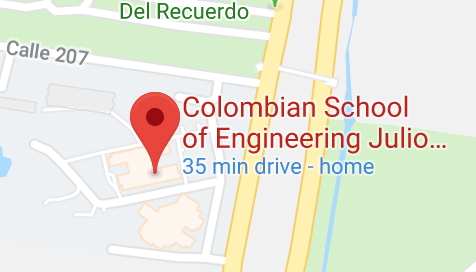 Del Recuerdo
Calle 207
Colombian School
of Engineering Julio...
35 min drive - home